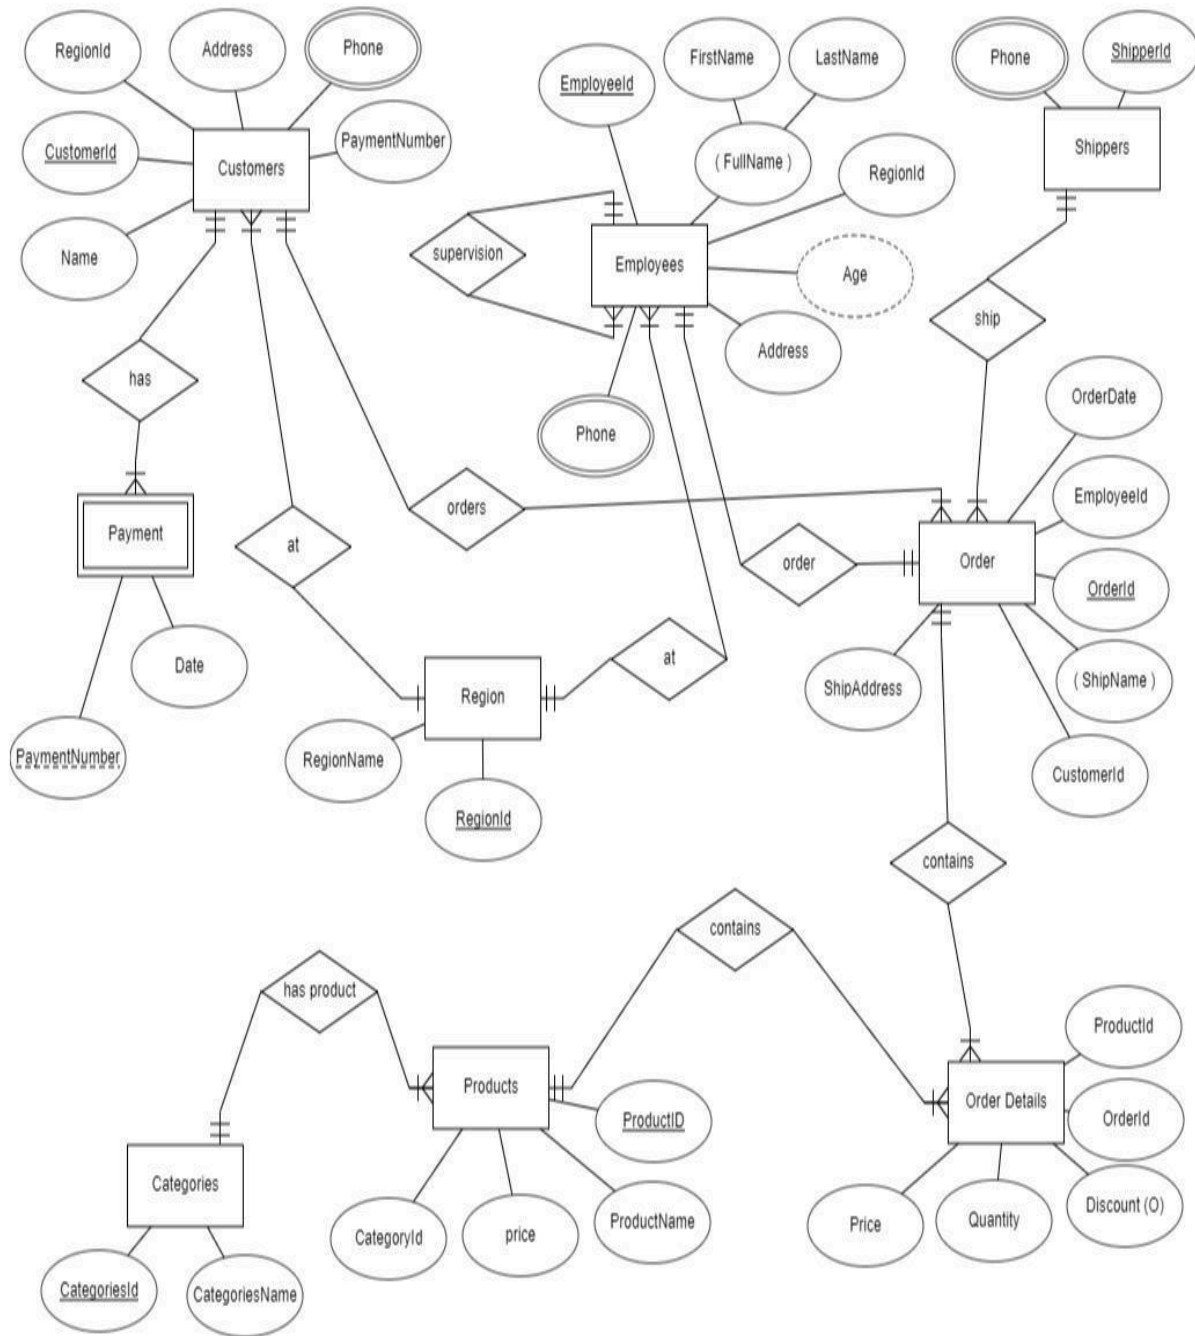 RegionId
Address
Phone
CustomerId
Customers
PaymentNumber
Name
has
Payment
Date
PaymentNumber
at
orders
EmployeeId
FirstName
LastName
( FullName )
RegionId
supervision
Employees
Age
Address
Phone
Phone
ShipperId
Shippers
ship
OrderDate
EmployeeId
order
Order
OrderId
ShipAddress
( ShipName )
CustomerId
Region
at
RegionName
RegionId
contains
contains
has product
Products
ProductID
CategoryId
price
ProductName
Categories
CategoriesId
CategoriesName
Order Details
ProductId
OrderId
Price
Quantity
Discount (O)